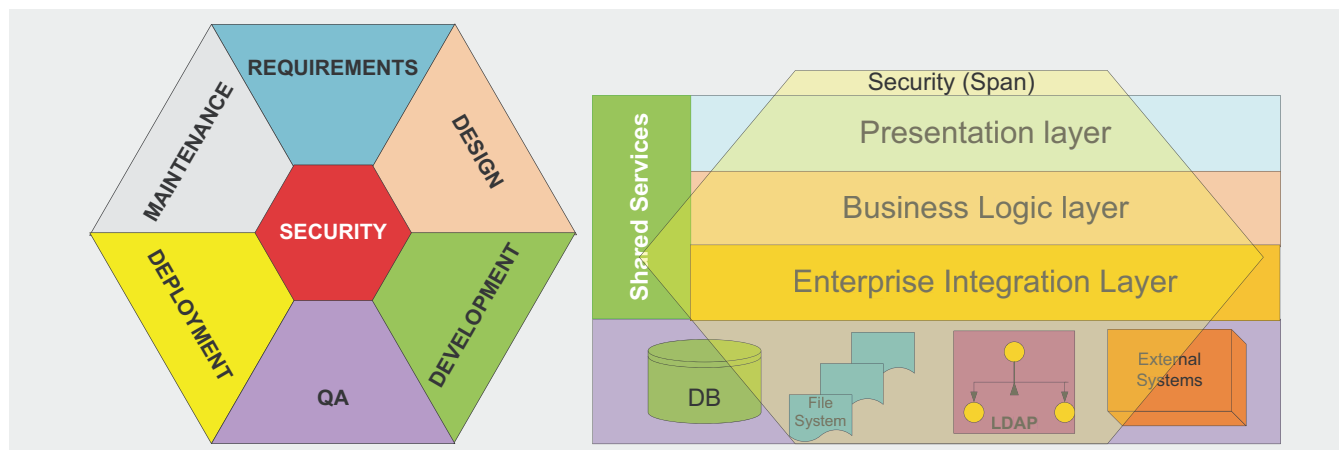 REQUIREMENTS
DESIGN
DEVELOPMENT
QA
DEPLOYMENT
MAINTENANCE
SECURITY
Security (Span)
Shared Services
Presentation layer
Business Logic layer
Enterprise Integration Layer
DB
File
System
LDAP
External
Systems